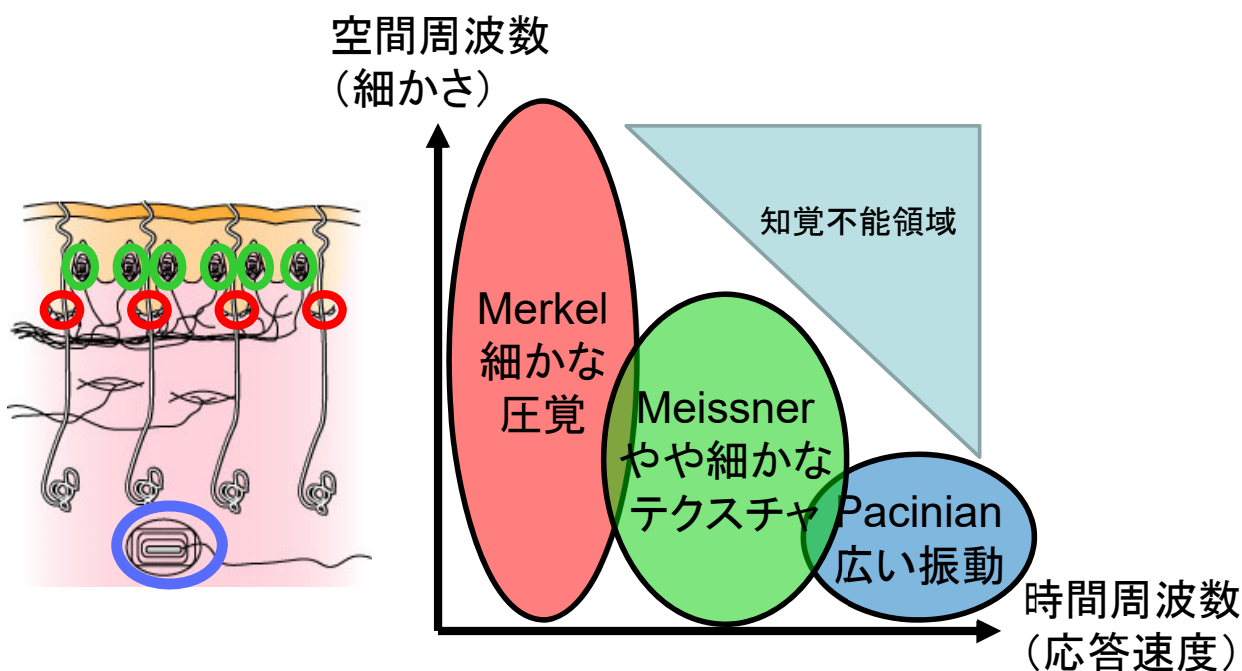 空間周波数
（細かさ）
知覚不能領域
Merkel
細かな
圧覚
Meissner
やや細かな
テクスチャ
Pacinian
広い振動
時間周波数
（応答速度）